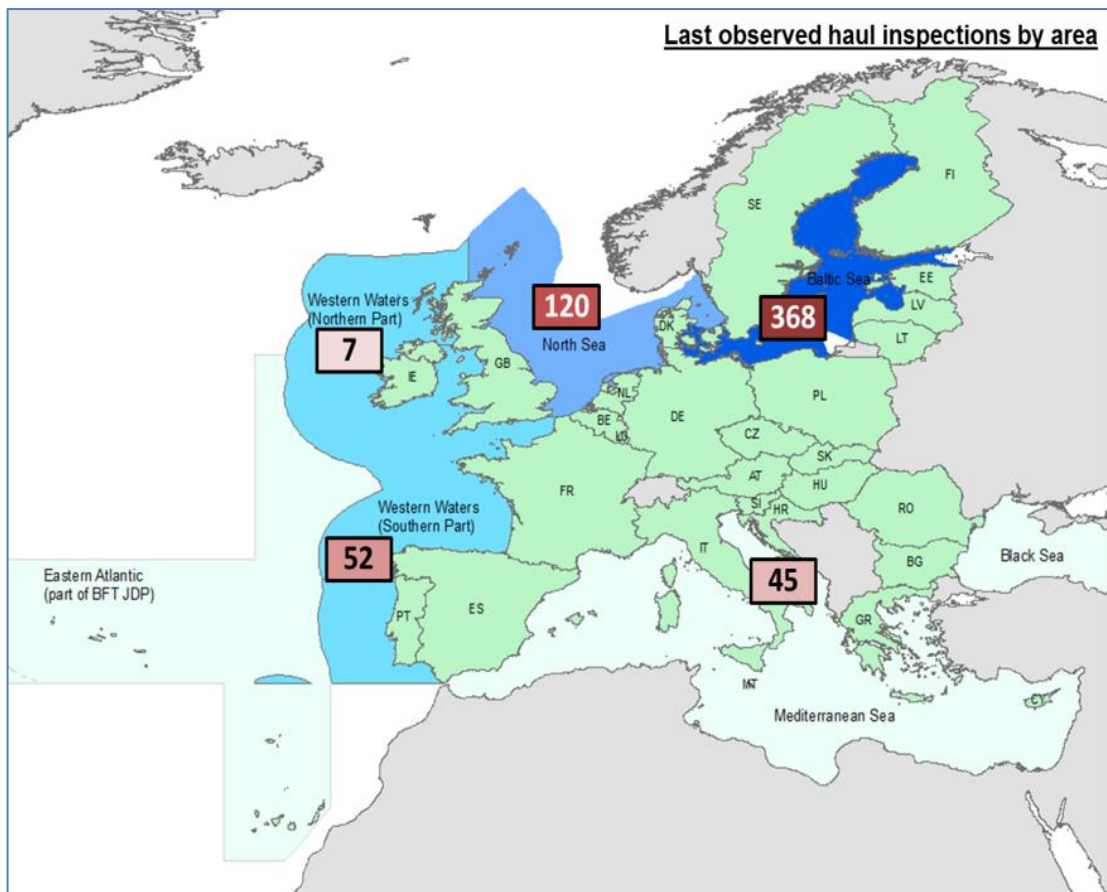 Last observed haul inspections by area
FI
SE
Baltic Sea
EE
LV
LT
Western Waters
(Northern Part)
7
120
North Sea
DK
368
IE
GB
NL
BE
LU
DE
PL
CZ
SK
AT
HU
FR
SI
HR
RO
IT
BG
Black Sea
Western Waters
(Southern Part)
52
45
Eastern Atlantic
(part of BFT JDP)
PT
ES
GR
MT
CY
Mediterranean Sea